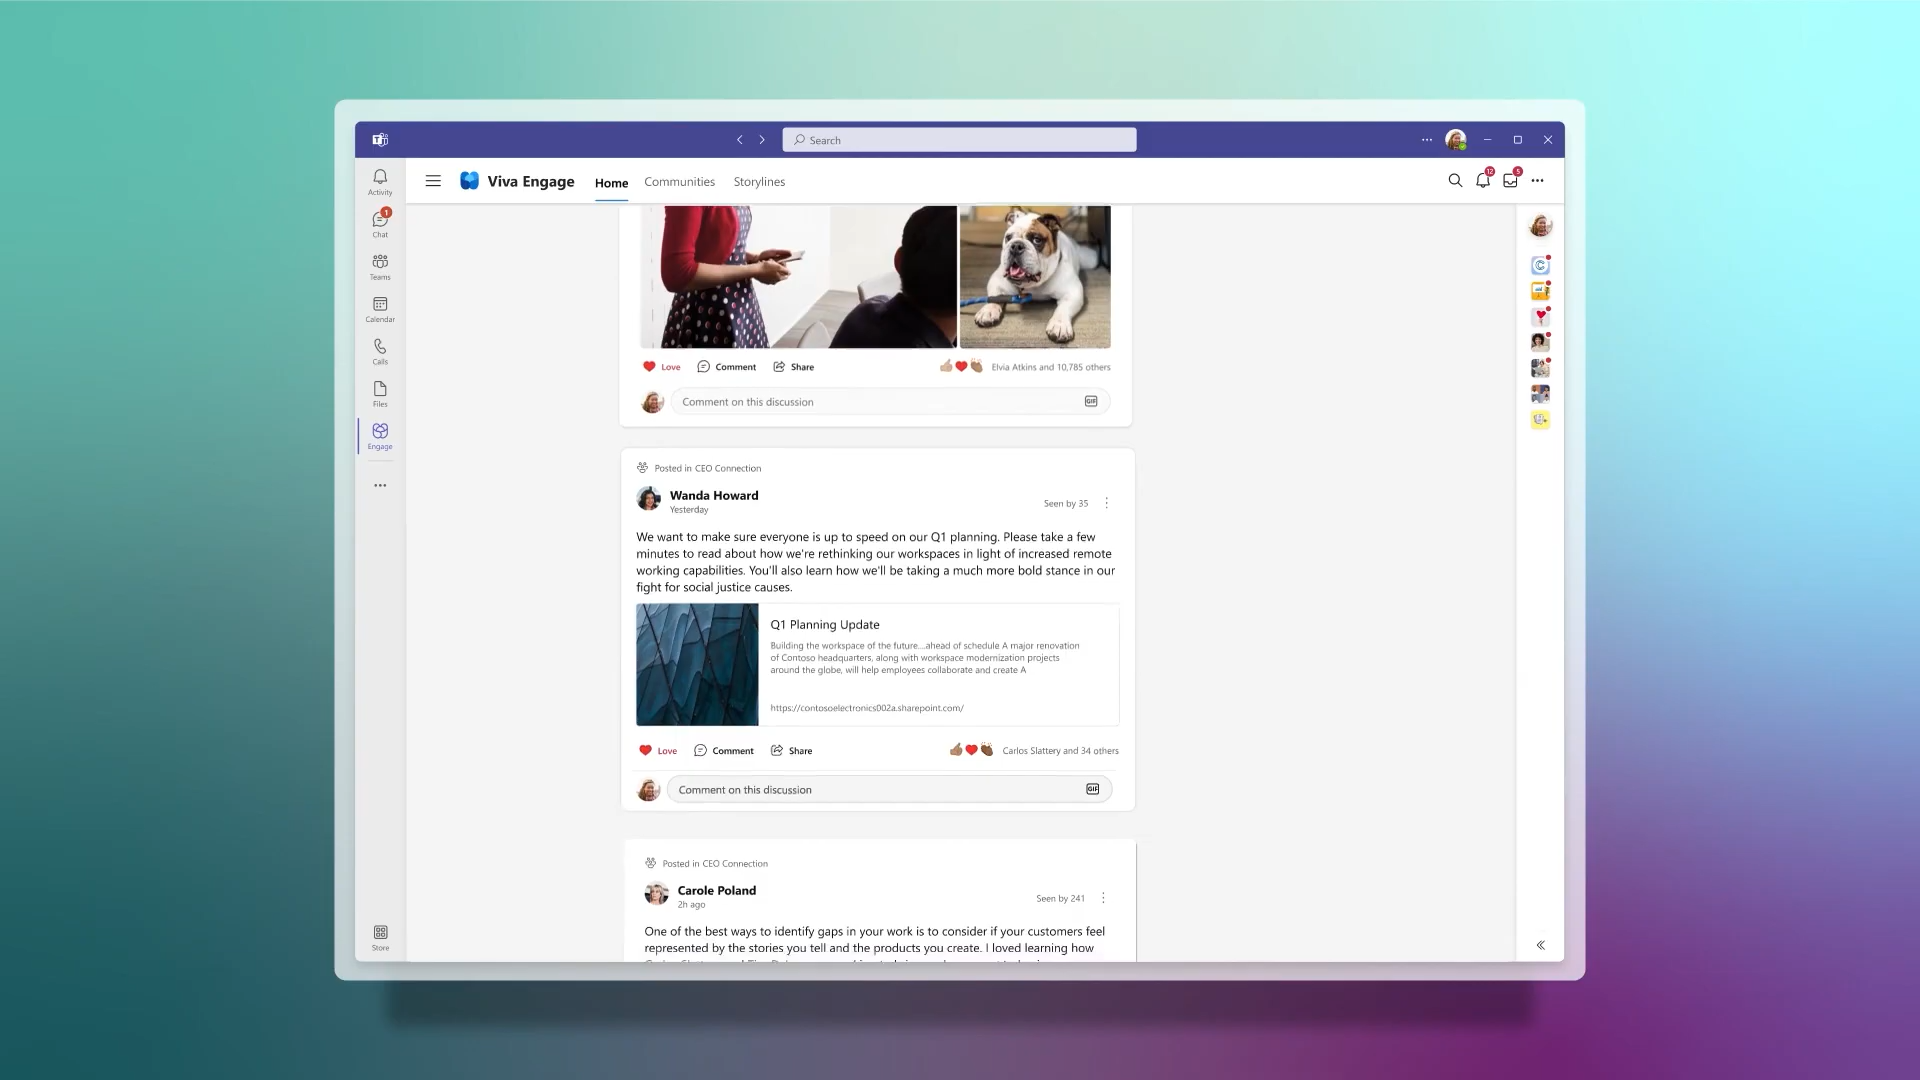 Search
Activity
1
Chat
Teams
Calendar
Calls
Files
Engage
Store
Viva Engage
Home
Communities
Storylines
12
5
Love
Comment
Share
Elvia Atkins and 10,785 others
Comment on this discussion
GIF
Posted in CEO Connection
Wanda Howard
Yesterday
Seen by 35
We want to make sure everyone is up to speed on our Q1 planning. Please take a few
minutes to read about how we're rethinking our workspaces in light of increased remote
working capabilities. You'll also learn how we'll be taking a much more bold stance in our
fight for social justice causes.
Q1 Planning Update
Building the workspace of the future...ahead of schedule A major renovation
of Contoso headquarters, along with workspace modernization projects
around the globe, will help employees collaborate and create A
https://contosoelectronics002a.sharepoint.com/
Love
Comment
Share
Carlos Slattery and 34 others
Comment on this discussion
GIF
Posted in CEO Connection
Carole Poland
2h ago
Seen by 241
One of the best ways to identify gaps in your work is to consider if your customers feel
represented by the stories you tell and the products you create. I loved learning how